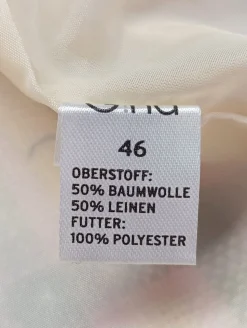 46
OBERSTOFF:
50% BAUMWOLLE
50% LEINEN
FUTTER:
100% POLYESTER